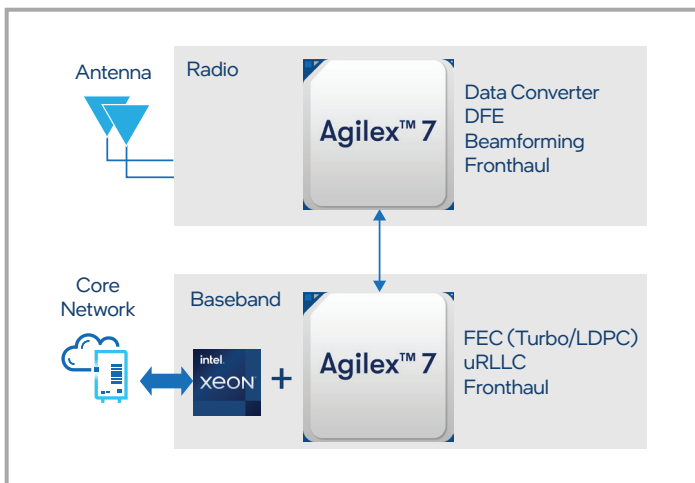 Antenna
Radio
Agilex™ 7
Data Converter
DFE
Beamforming
Fronthaul
Core
Network
Baseband
intel.
xeon
+
Agilex™ 7
FEC (Turbo/LDPC)
uRLLC
Fronthaul